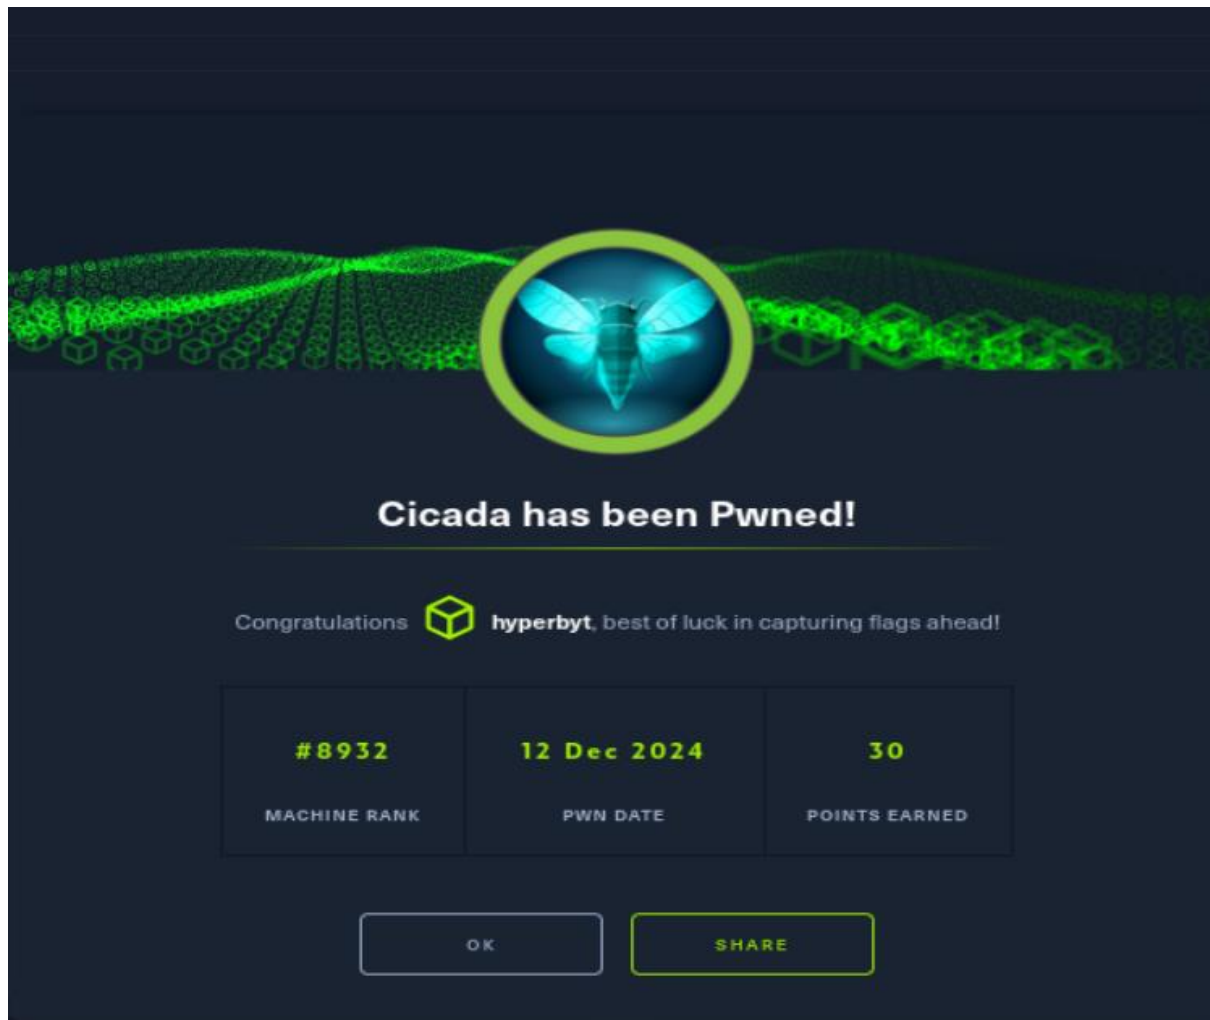 Cicada has been Pwned!
Congratulations hyperbyt, best of luck in capturing flags ahead!
#8932 12 Dec 2024 30
MACHINE RANK PWN DATE POINTS EARNED
OK SHARE